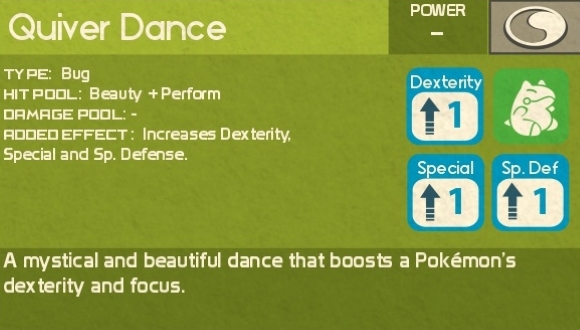 Quiver Dance
POWER
–
TYPE: Bug
HIT POOL: Beauty + Perform
DAMAGE POOL: -
ADDED EFFECT: Increases Dexterity,
Special and Sp. Defense.
Dexterity
1
Special
1
Sp. Def
1
A mystical and beautiful dance that boosts a Pokémon's
dexterity and focus.